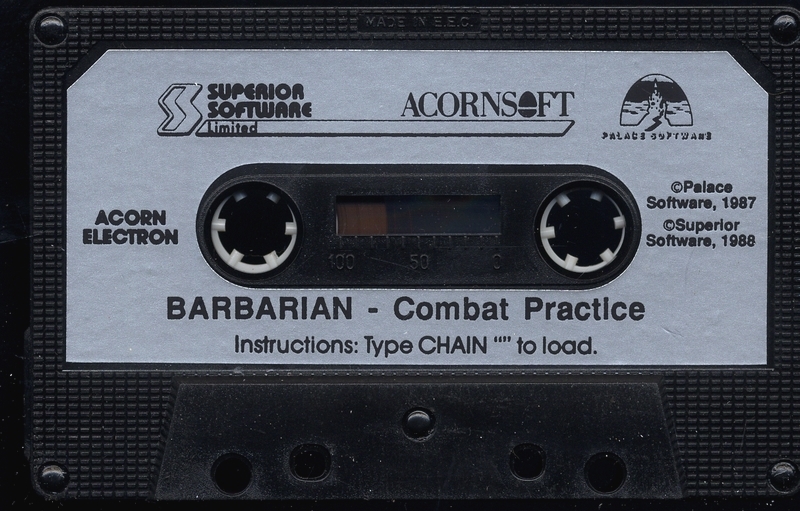 MADE IN E.E.C.
SUPERIOR
SOFTWARE
Limited
ACORNSOFT
PALACE SOFTWARE
ACORN
ELECTRON
©Palace
Software, 1987
©Superior
Software, 1988
100 50 0
BARBARIAN - Combat Practice
Instructions: Type CHAIN “” to load.